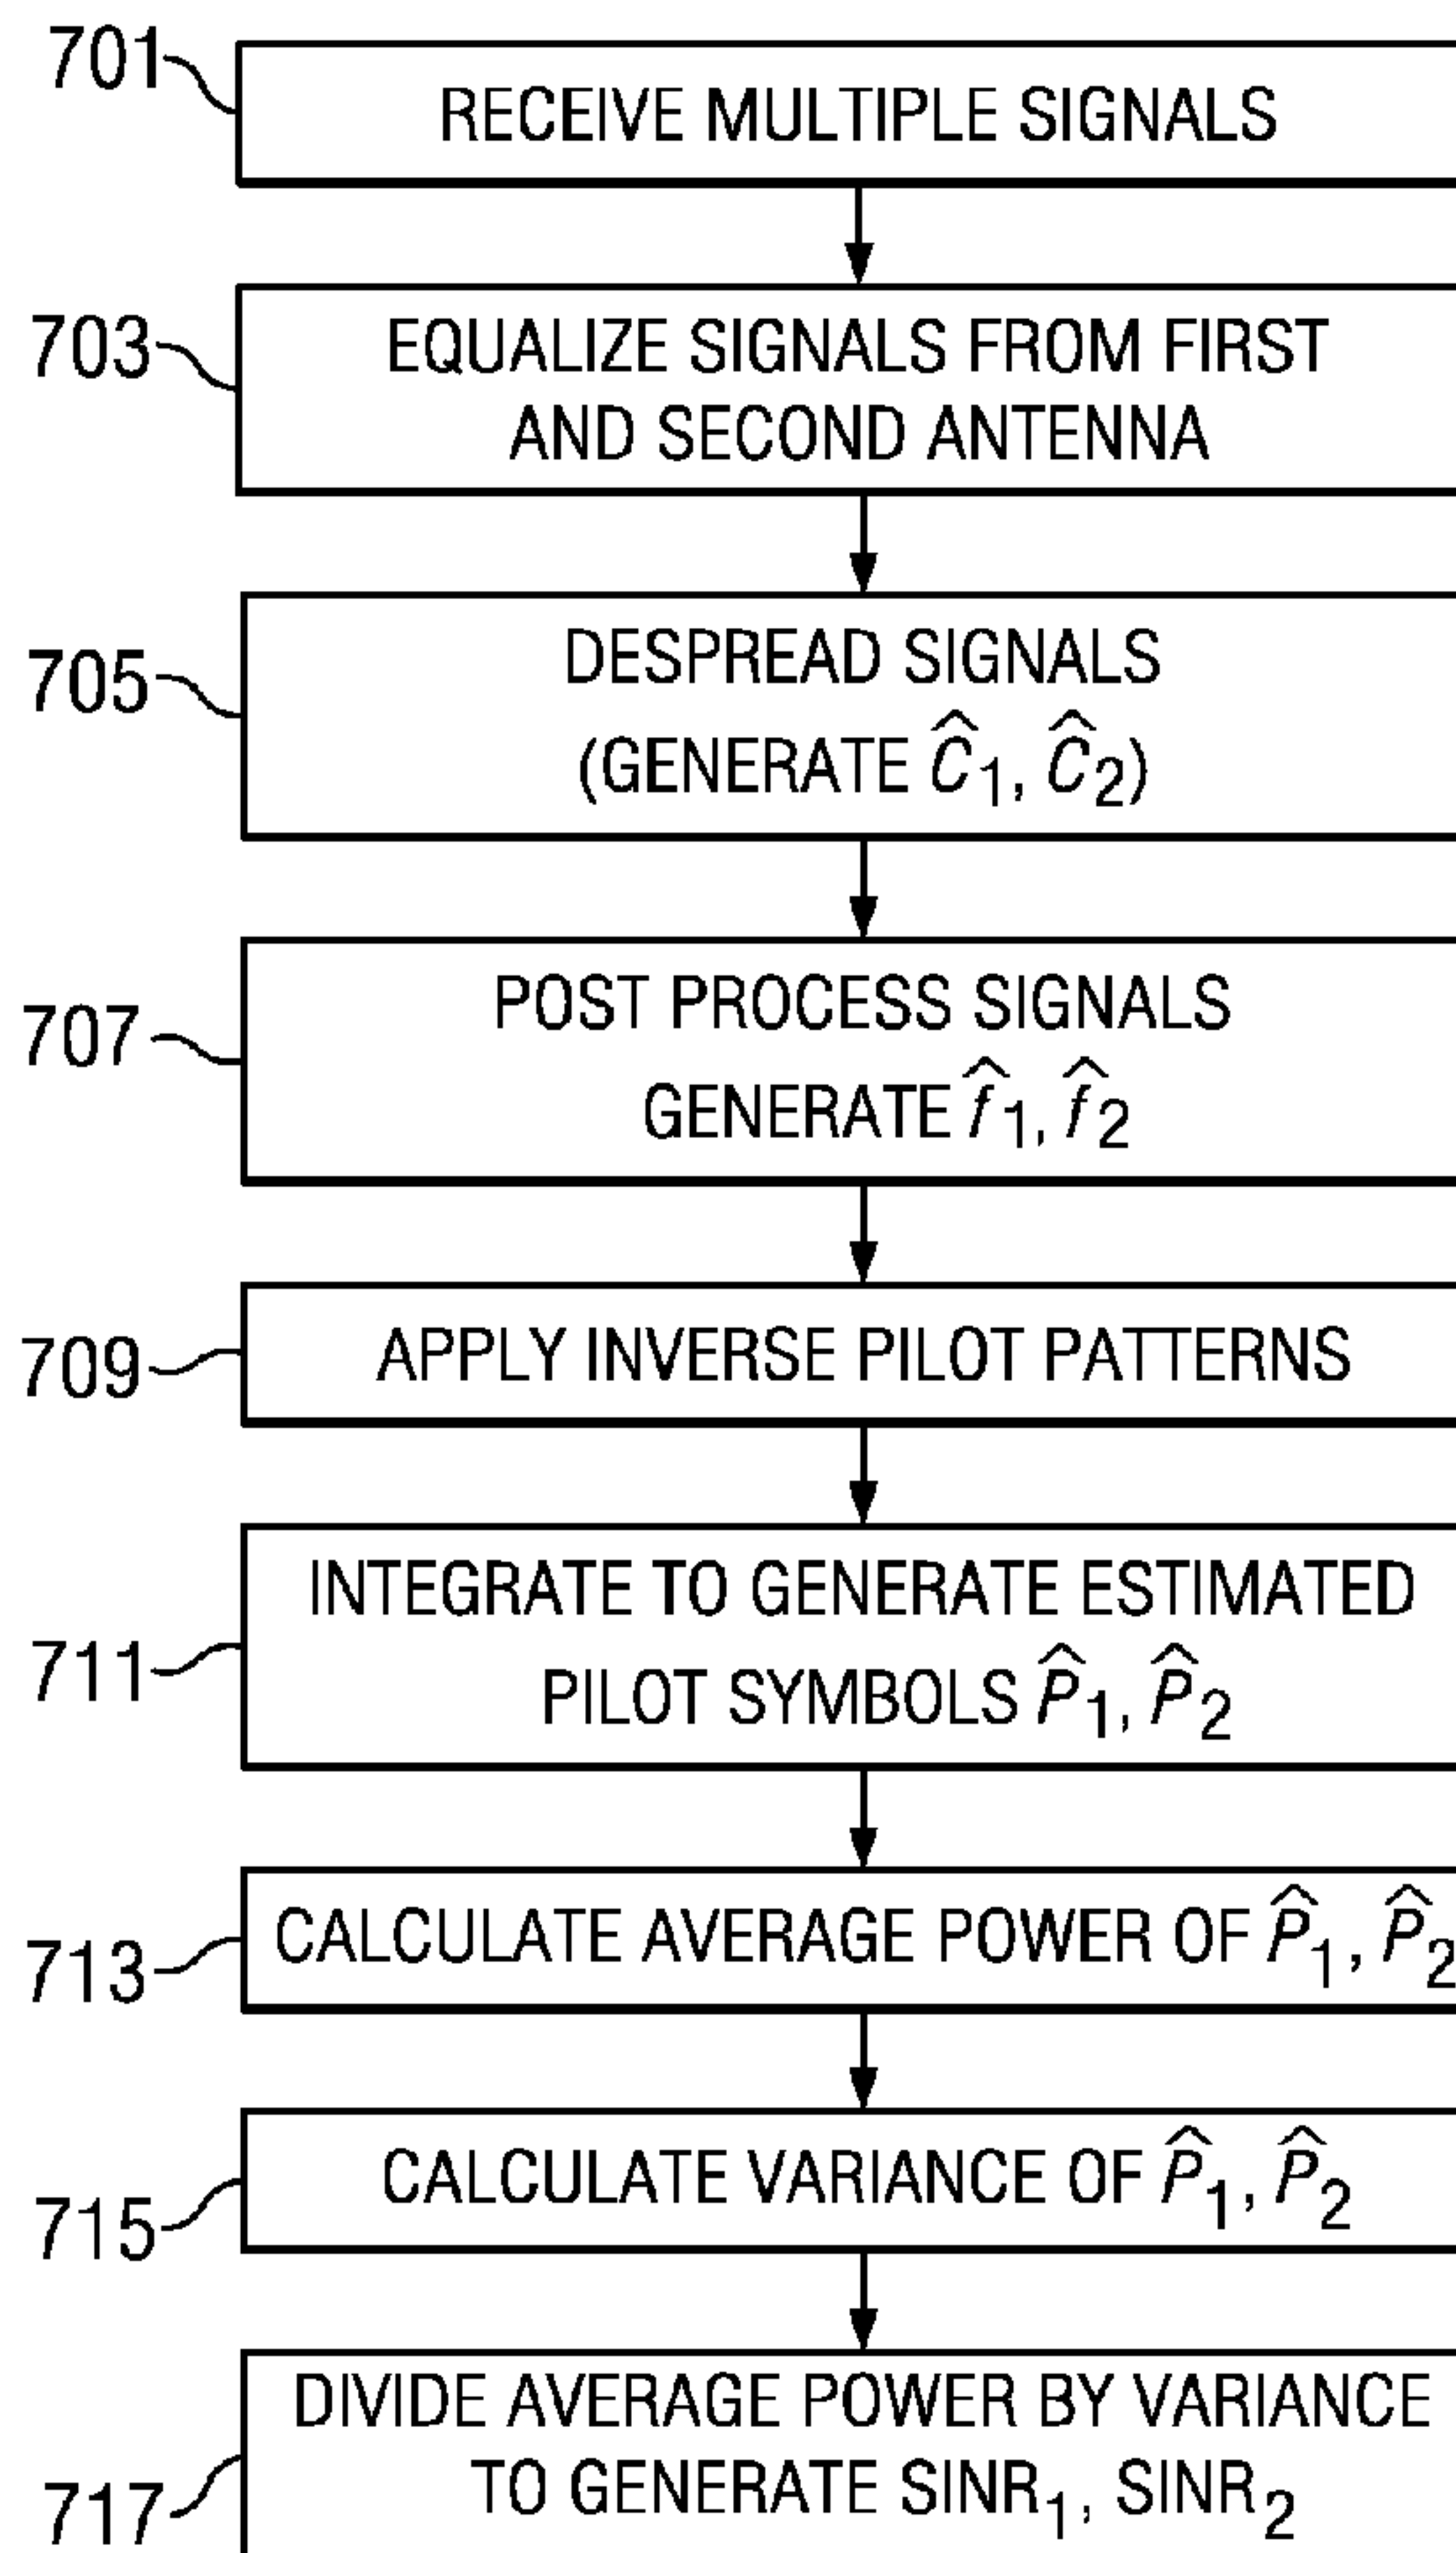 701
RECEIVE MULTIPLE SIGNALS
703
EQUALIZE SIGNALS FROM FIRST
AND SECOND ANTENNA
705
DESPREAD SIGNALS
(GENERATE Ĉ₁, Ĉ₂)
707
POST PROCESS SIGNALS
GENERATE f̂₁, f̂₂
709
APPLY INVERSE PILOT PATTERNS
711
INTEGRATE TO GENERATE ESTIMATED
PILOT SYMBOLS P̂₁, P̂₂
713
CALCULATE AVERAGE POWER OF P̂₁, P̂₂
715
CALCULATE VARIANCE OF P̂₁, P̂₂
717
DIVIDE AVERAGE POWER BY VARIANCE
TO GENERATE SINR₁, SINR₂